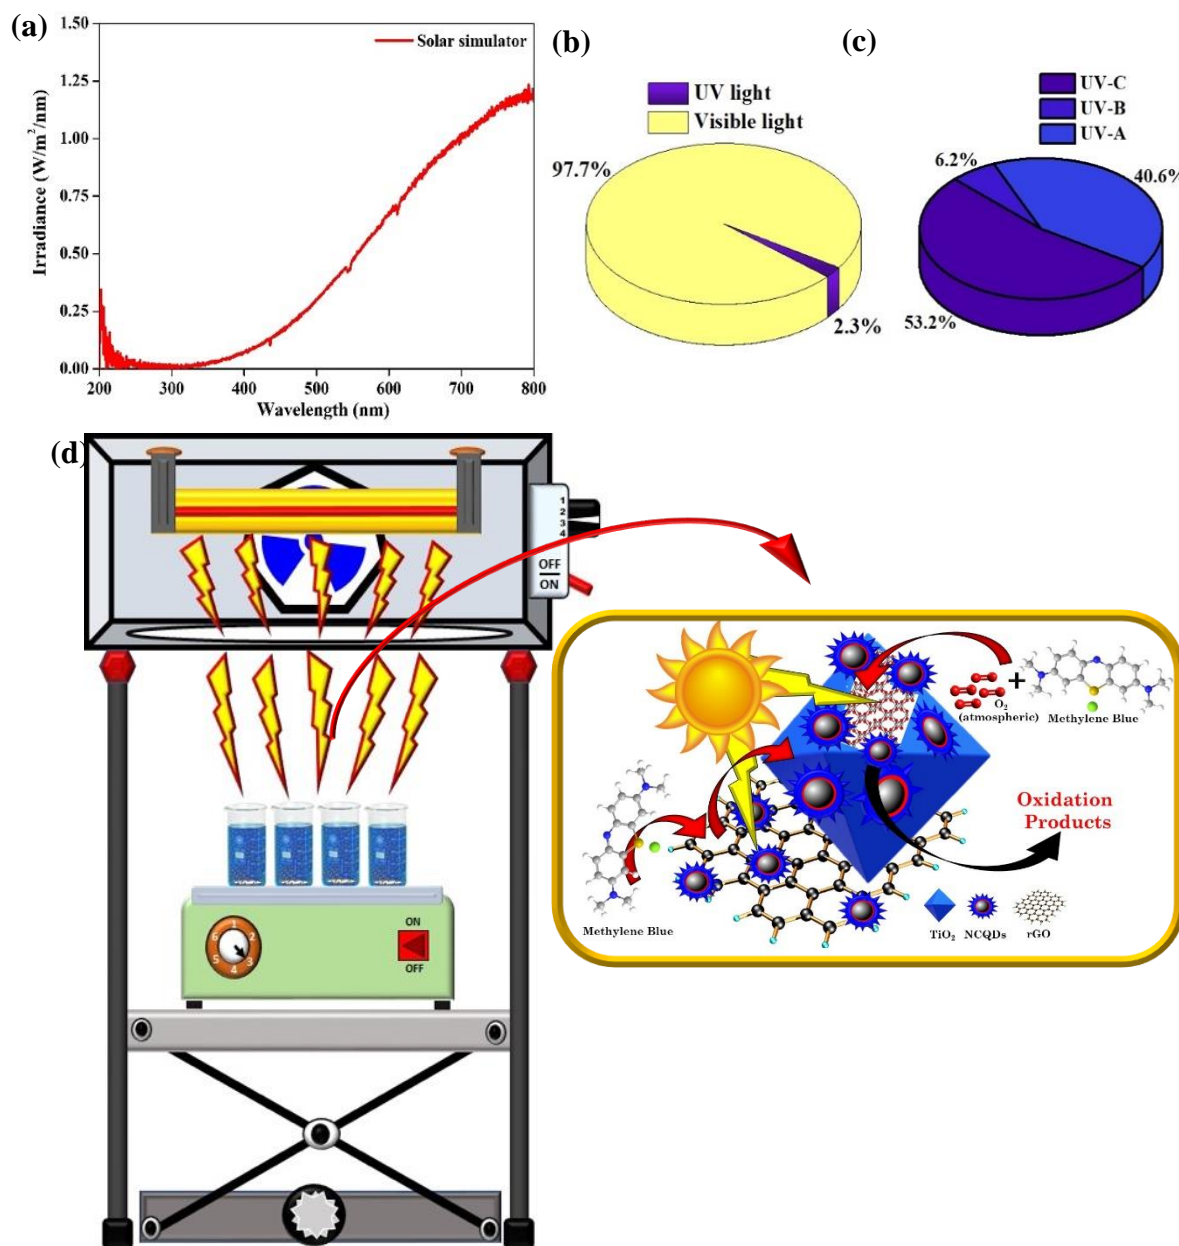 (a)
1.50
1.25
1.00
0.75
0.50
0.25
0.00
Irradiance (W/m²/nm)
Solar simulator
200 300 400 500 600 700 800
Wavelength (nm)
(b)
UV light
Visible light
97.7%
2.3%
(c)
UV-C
UV-B
UV-A
6.2%
40.6%
53.2%
(d)
1
2
3
4
OFF
ON
O₂
(atmospheric)
+
Methylene Blue
Oxidation
Products
Methylene Blue
TiO₂ NCQDs rGO
1
2
3
4
5
6
ON
OFF